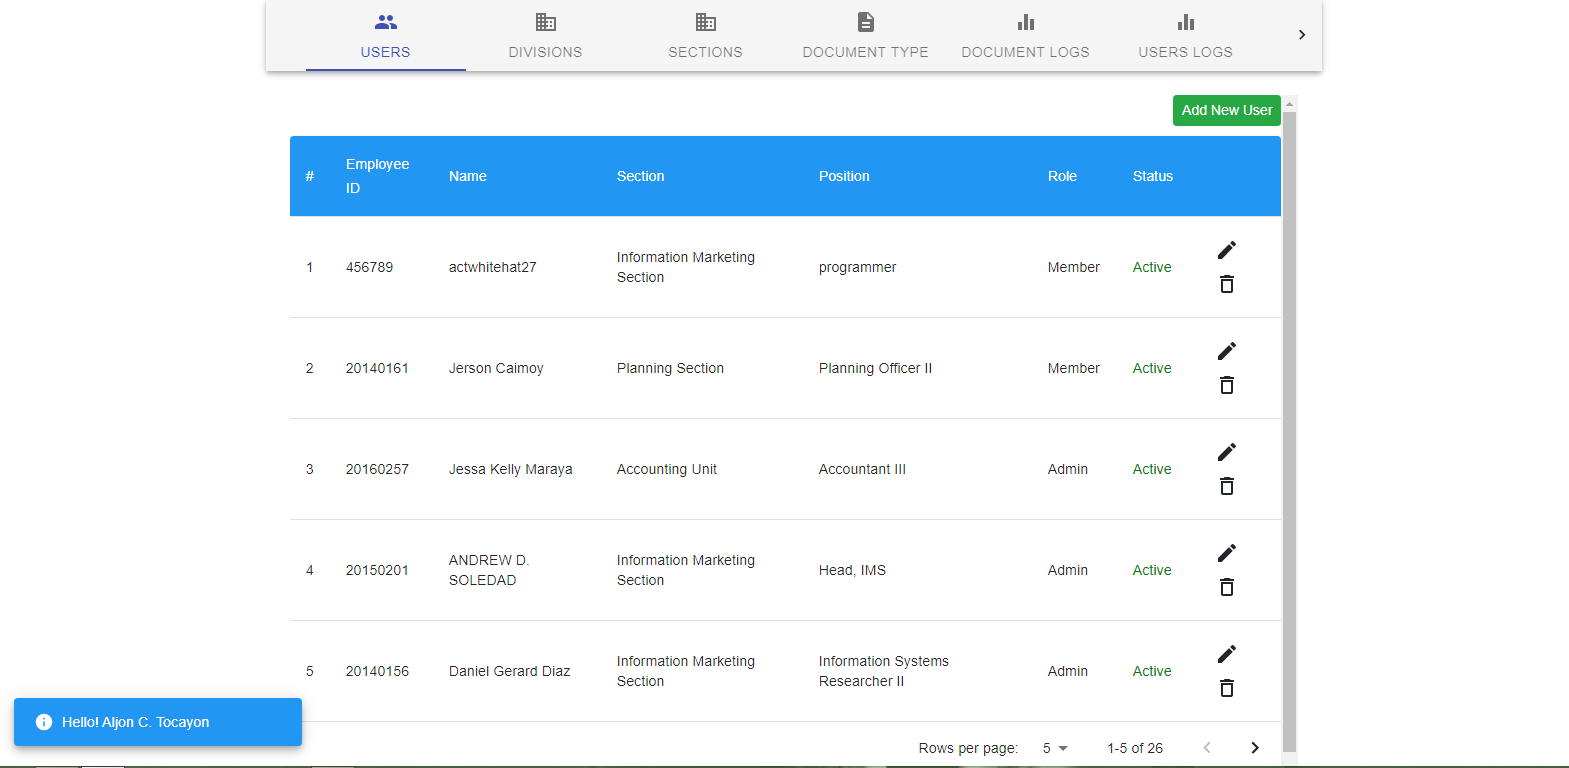 USERS DIVISIONS SECTIONS DOCUMENT TYPE DOCUMENT LOGS USERS LOGS
Add New User
# Employee ID Name Section Position Role Status
1 456789 actwhitehat27 Information Marketing Section programmer Member Active
2 20140161 Jerson Caimoy Planning Section Planning Officer II Member Active
3 20160257 Jessa Kelly Maraya Accounting Unit Accountant III Admin Active
4 20150201 ANDREW D. SOLEDAD Information Marketing Section Head, IMS Admin Active
5 20140156 Daniel Gerard Diaz Information Marketing Section Information Systems Researcher II Admin Active
Hello! Aljon C. Tocayon
Rows per page: 5 1-5 of 26